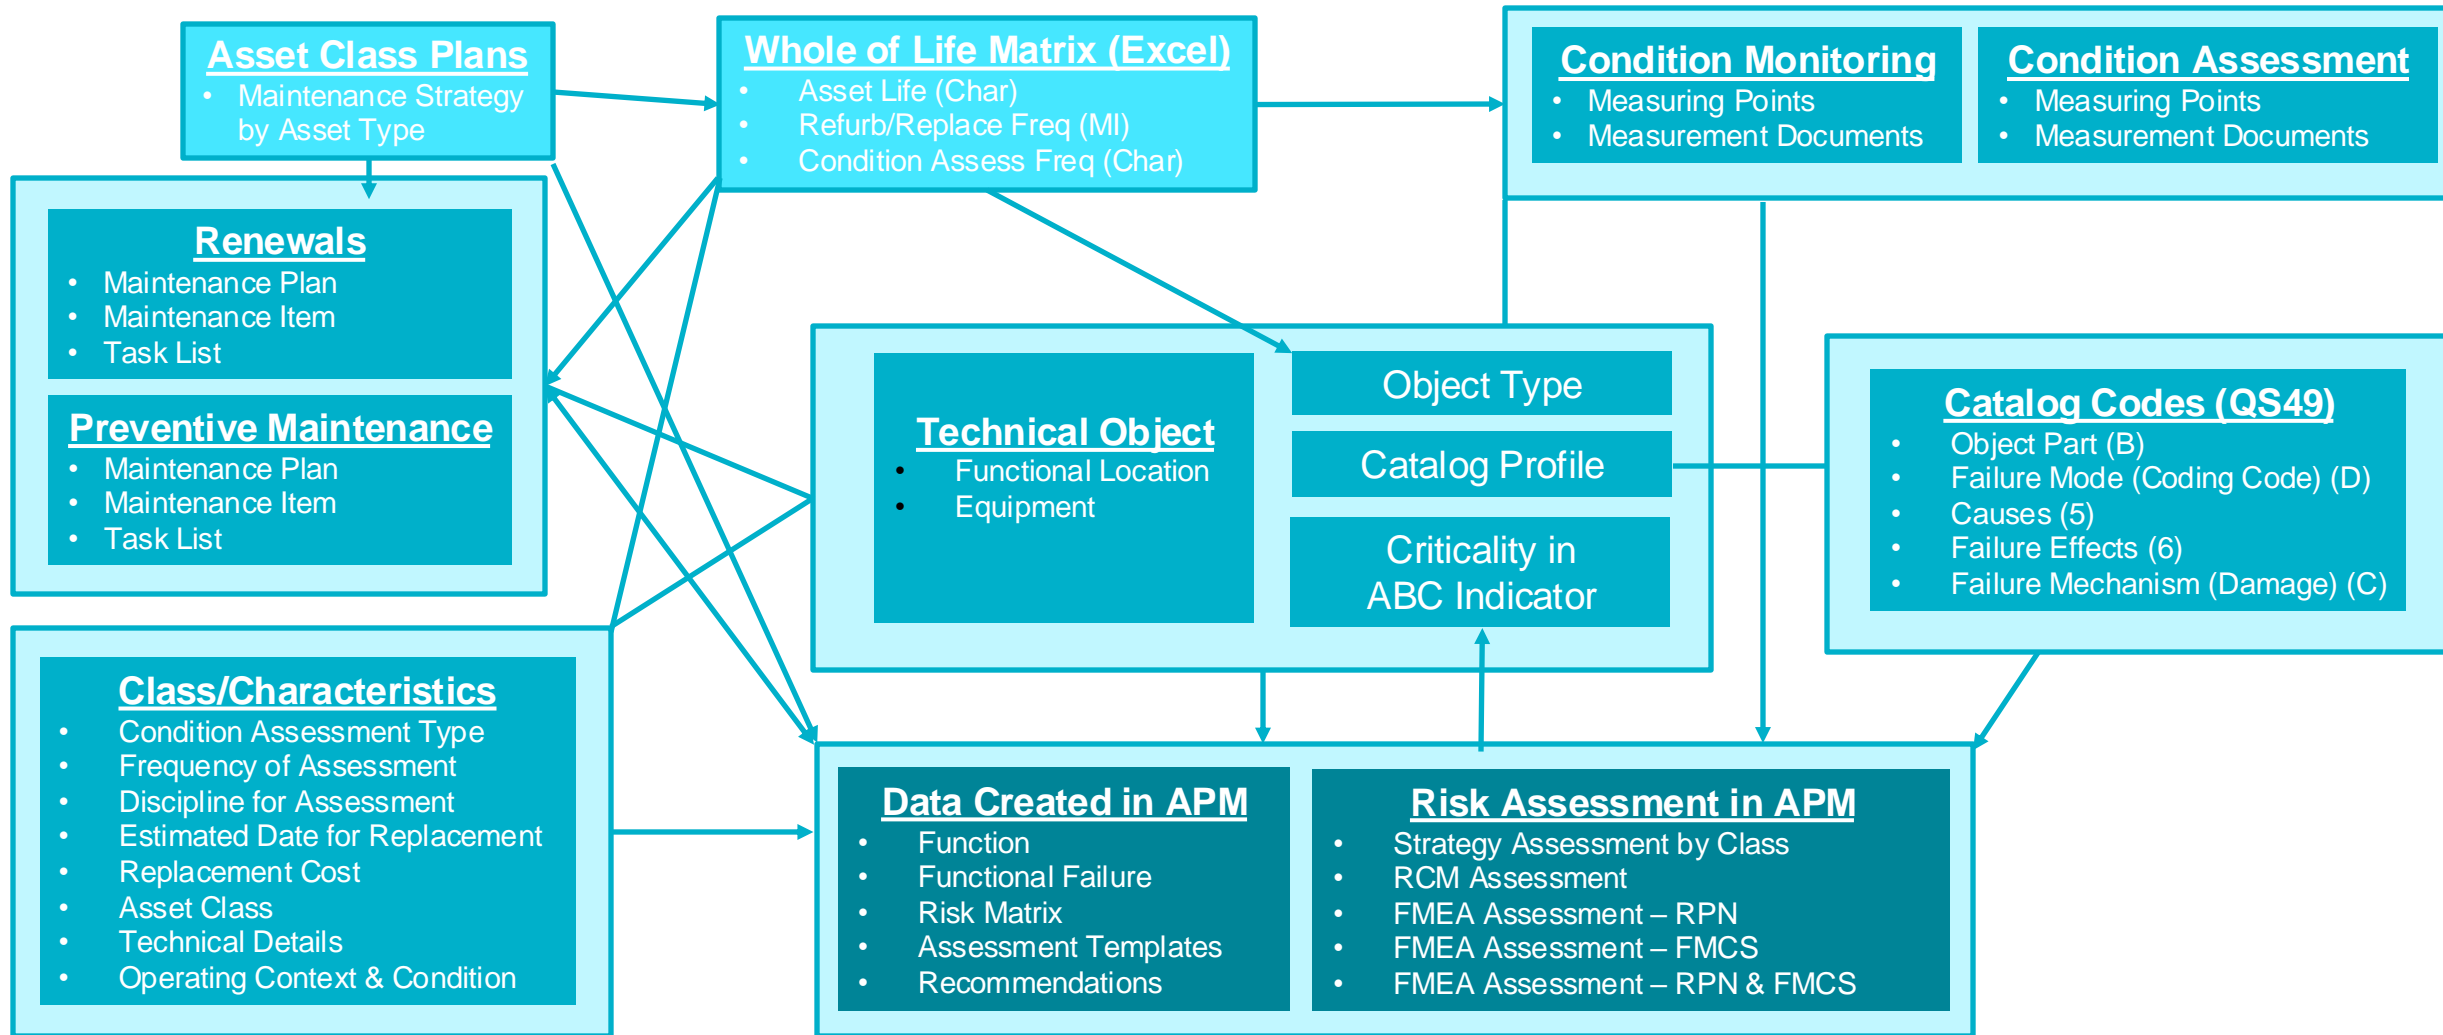 Asset Class Plans
• Maintenance Strategy
by Asset Type
Whole of Life Matrix (Excel)
• Asset Life (Char)
• Refurb/Replace Freq (MI)
• Condition Assess Freq (Char)
Condition Monitoring
• Measuring Points
• Measurement Documents
Condition Assessment
• Measuring Points
• Measurement Documents
Renewals
• Maintenance Plan
• Maintenance Item
• Task List
Preventive Maintenance
• Maintenance Plan
• Maintenance Item
• Task List
Technical Object
• Functional Location
• Equipment
Object Type
Catalog Profile
Criticality in
ABC Indicator
Catalog Codes (QS49)
• Object Part (B)
• Failure Mode (Coding Code) (D)
• Causes (5)
• Failure Effects (6)
• Failure Mechanism (Damage) (C)
Class/Characteristics
• Condition Assessment Type
• Frequency of Assessment
• Discipline for Assessment
• Estimated Date for Replacement
• Replacement Cost
• Asset Class
• Technical Details
• Operating Context & Condition
Data Created in APM
• Function
• Functional Failure
• Risk Matrix
• Assessment Templates
• Recommendations
Risk Assessment in APM
• Strategy Assessment by Class
• RCM Assessment
• FMEA Assessment – RPN
• FMEA Assessment – FMCS
• FMEA Assessment – RPN & FMCS